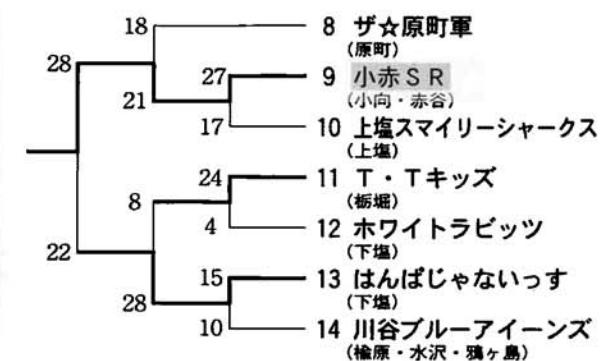 18
8 ザ☆原町軍
(原町)
28
27
9 小赤SR
(小向・赤谷)
21
17
10 上塩スマイリーシャークス
(上塩)
24
11 T・Tキッズ
(栃堀)
8
4
12 ホワイトラビッツ
(下塩)
22
15
13 はんぱじゃないっす
(下塩)
28
10
14 川谷ブルーアイーンズ
(楡原・水沢・鴉ヶ島)